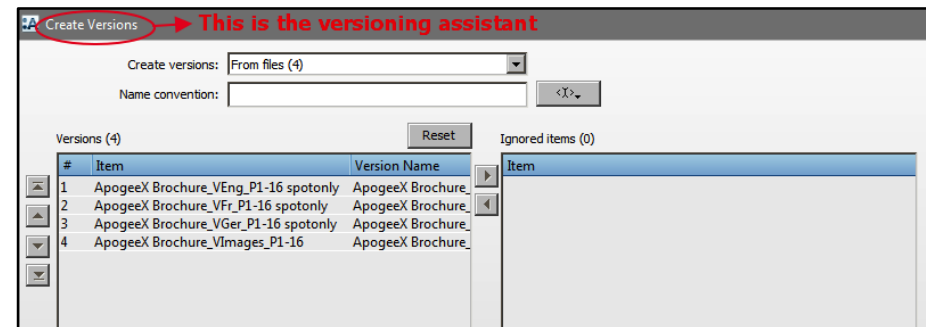 :A Create Versions This is the versioning assistant
Create versions: From files (4)
Name convention: <I>
Versions (4) Reset Ignored items (0)
# Item Version Name Item
1 ApogeeX Brochure_VEng_P1-16 spotonly ApogeeX Brochure_
2 ApogeeX Brochure_VFr_P1-16 spotonly ApogeeX Brochure_
3 ApogeeX Brochure_VGer_P1-16 spotonly ApogeeX Brochure_
4 ApogeeX Brochure_VImages_P1-16 ApogeeX Brochure_